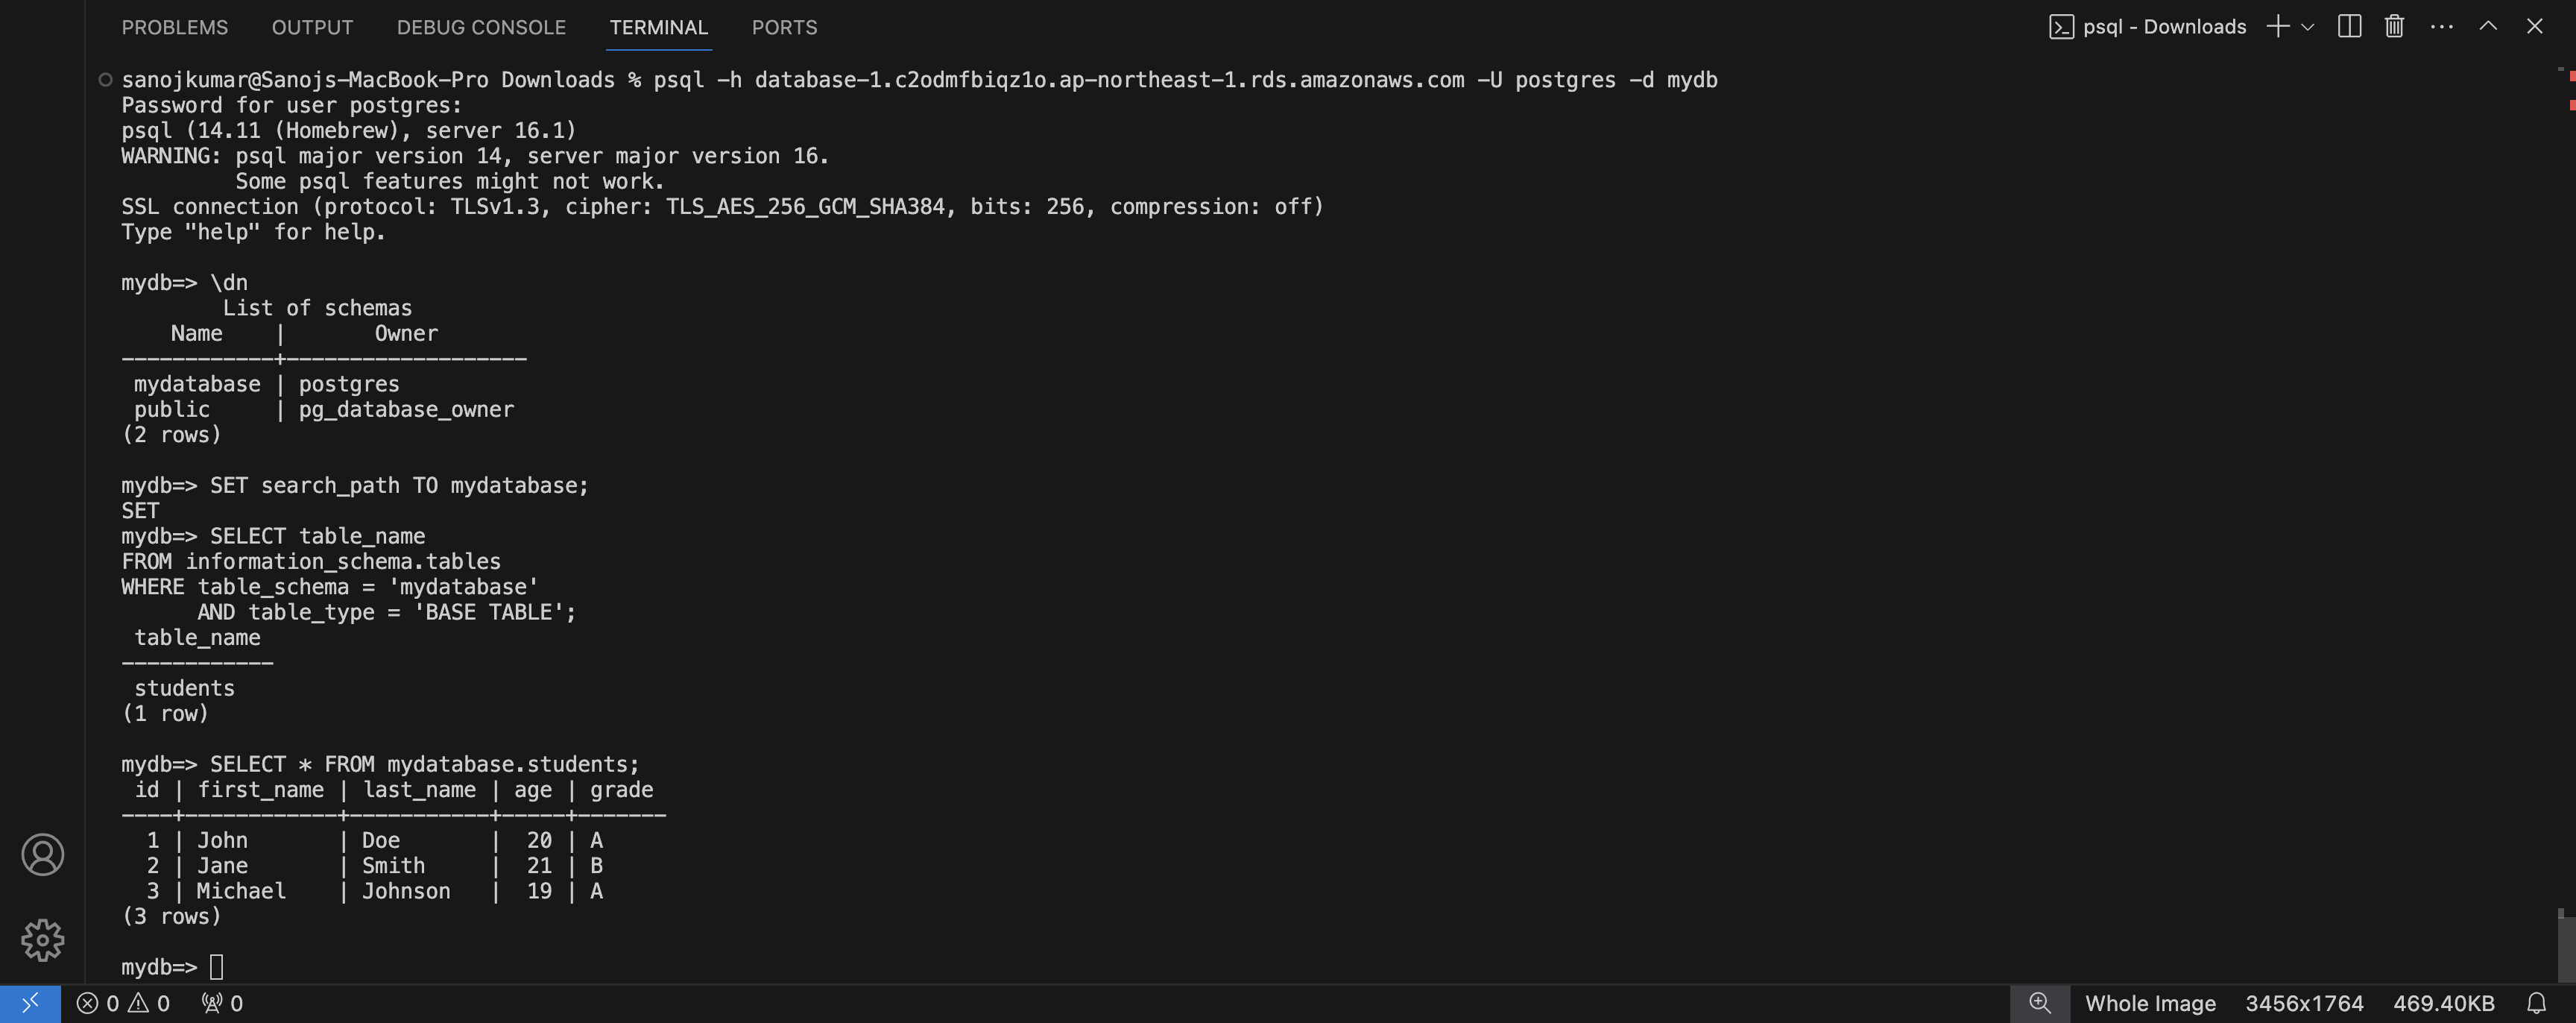 PROBLEMS OUTPUT DEBUG CONSOLE TERMINAL PORTS psql - Downloads
sanojkumar@Sanojs-MacBook-Pro Downloads % psql -h database-1.c2odmfbiqz1o.ap-northeast-1.rds.amazonaws.com -U postgres -d mydb
Password for user postgres:
psql (14.11 (Homebrew), server 16.1)
WARNING: psql major version 14, server major version 16.
         Some psql features might not work.
SSL connection (protocol: TLSv1.3, cipher: TLS_AES_256_GCM_SHA384, bits: 256, compression: off)
Type "help" for help.
mydb=> \dn
        List of schemas
    Name    |       Owner
------------+-------------------
 mydatabase | postgres
 public     | pg_database_owner
(2 rows)
mydb=> SET search_path TO mydatabase;
SET
mydb=> SELECT table_name
FROM information_schema.tables
WHERE table_schema = 'mydatabase'
      AND table_type = 'BASE TABLE';
 table_name
------------
 students
(1 row)
mydb=> SELECT * FROM mydatabase.students;
 id | first_name | last_name | age | grade
----+------------+-----------+-----+-------
  1 | John       | Doe       |  20 | A
  2 | Jane       | Smith     |  21 | B
  3 | Michael    | Johnson   |  19 | A
(3 rows)
mydb=>
0 0 0 Whole Image 3456x1764 469.40KB